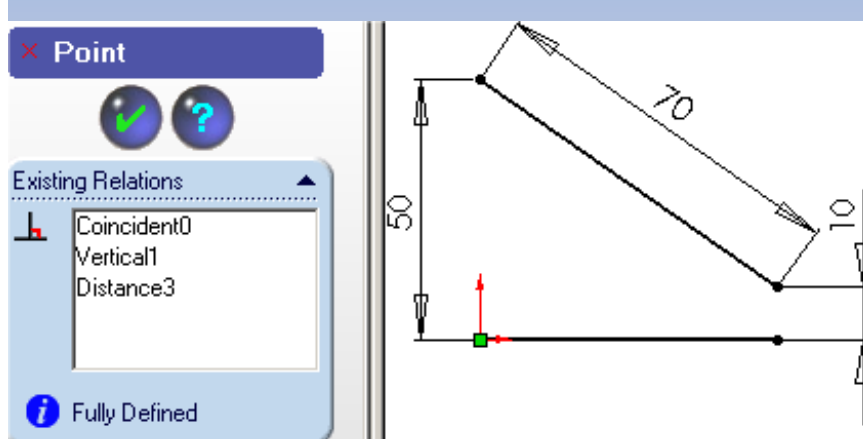 Point
Existing Relations
Coincident0
Vertical1
Distance3
Fully Defined
70
50
10